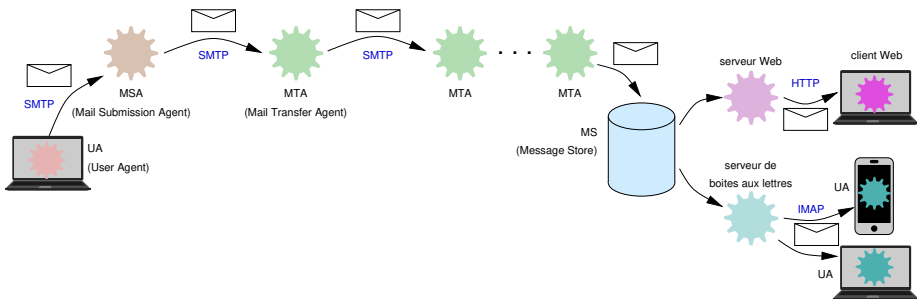 SMTP
SMTP
SMTP
MSA
(Mail Submission Agent)
MTA
(Mail Transfer Agent)
MTA
. . .
MTA
UA
(User Agent)
MS
(Message Store)
serveur Web
client Web
HTTP
serveur de
boites aux lettres
UA
IMAP
UA